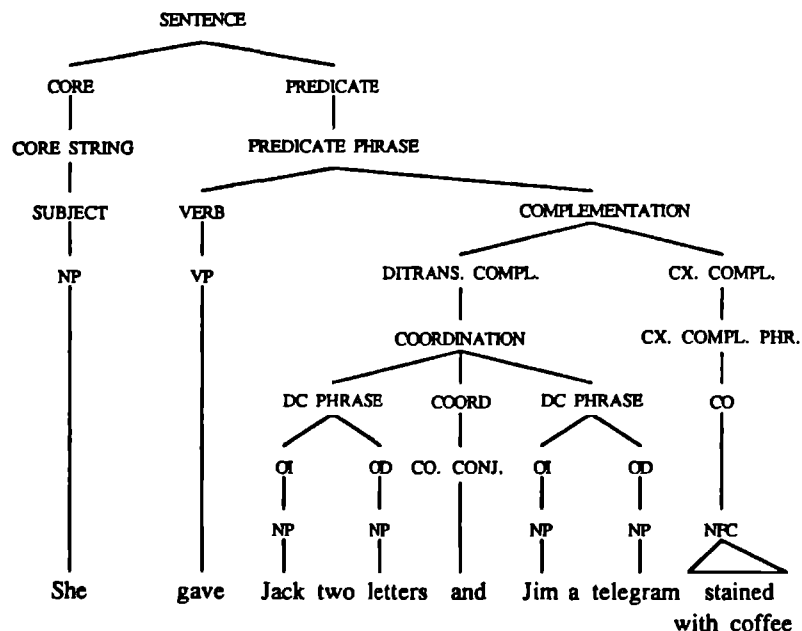 SENTENCE
CORE PREDICATE
CORE STRING PREDICATE PHRASE
SUBJECT VERB COMPLEMENTATION
NP VP DITRANS. COMPL. CX. COMPL.
COORDINATION CX. COMPL. PHR.
DC PHRASE COORD DC PHRASE CO
OI OD CO. CONJ. OI OD
NP NP NP NP NFC
She gave Jack two letters and Jim a telegram stained
with coffee